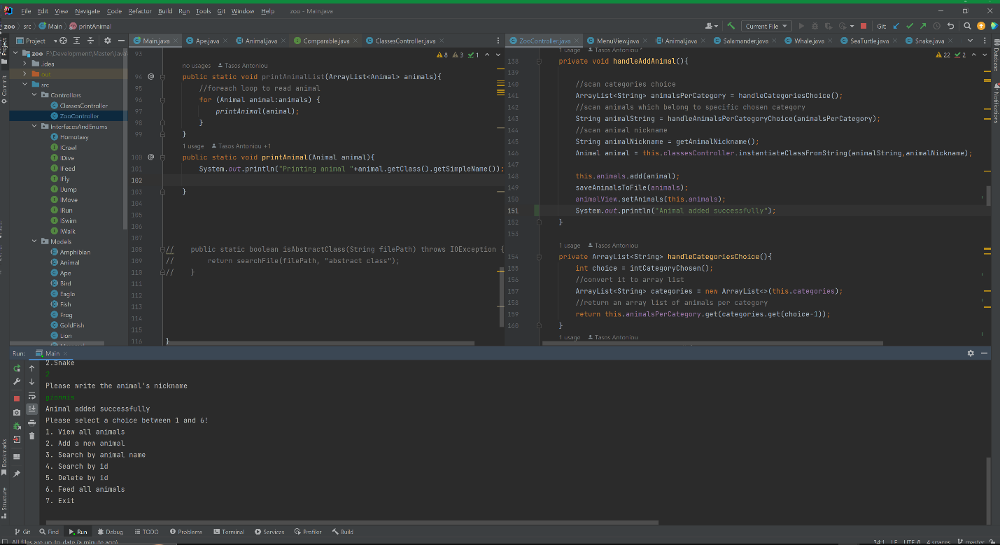 File Edit View Navigate Code Refactor Build Run Tools Git Window Help zoo - Main.java
zoo src Main printAnimal Current File Git:
Project
Main.java Ape.java Animal.java Comparable.java ClassesController.java
ZooController.java MenuView.java Animal.java Salamander.java Whale.java SeaTurtle.java Snake.java
Project
Commit
Bookmarks
Structure
zoo F:\Development\Master\Java\
.idea
out
src
Controllers
ClassesController
ZooController
InterfacesAndEnums
Homotaxy
ICrawl
IDive
IFeed
IFly
IJump
IMove
IRun
ISwim
IWalk
Models
Amphibian
Animal
Ape
Bird
Eagle
Fish
Frog
GoldFish
Lion
Mammal
8 3 1
93
no usages Tasos Antoniou
94 @ public static void printAnimalList(ArrayList<Animal> animals){
95 //foreach loop to read animal
96 for (Animal animal:animals) {
97 printAnimal(animal);
98 }
99 }
1 usage Tasos Antoniou +1
100 @ public static void printAnimal(Animal animal){
101 System.out.println("Printing animal "+animal.getClass().getSimpleName());
102
103 }
104
105
106
107
108 // public static boolean isAbstractClass(String filePath) throws IOException {
109 // return searchFile(filePath, "abstract class");
110 // }
111
112
113
114
115
116 }
22 2
1 usage Tasos Antoniou *
138 private void handleAddAnimal(){
139
140 //scan categories choice
141 ArrayList<String> animalsPerCategory = handleCategoriesChoice();
142 //scan animals which belong to specific chosen category
143 String animalString = handleAnimalsPerCategoryChoice(animalsPerCategory);
144 //scan animal nickname
145 String animalNickname = getAnimalNickname();
146 Animal animal = this.classesController.instantiateClassFromString(animalString,animalNickname);
147
148 this.animals.add(animal);
149 saveAnimalsToFile(animals);
150 animalView.setAnimals(this.animals);
151 System.out.println("Animal added successfully");
152 }
153
1 usage Tasos Antoniou
154 private ArrayList<String> handleCategoriesChoice(){
155 int choice = intCategoryChosen();
156 //convert it to array list
157 ArrayList<String> categories = new ArrayList<>(this.categories);
158 //return an array list of animals per category
159 return this.animalsPerCategory.get(categories.get(choice-1));
160 }
1 usage Tasos Antoniou
Database
Notifications
Run: Main
2.Snake
2
Please write the animal's nickname
giannis
Animal added successfully
Please select a choice between 1 and 6!
1. View all animals
2. Add a new animal
3. Search by animal name
4. Search by id
5. Delete by id
6. Feed all animals
7. Exit
Git Find Run Debug TODO Problems Terminal Services Profiler Build
All files are up-to-date (a minute ago) 34:1 LF UTF-8 4 spaces master